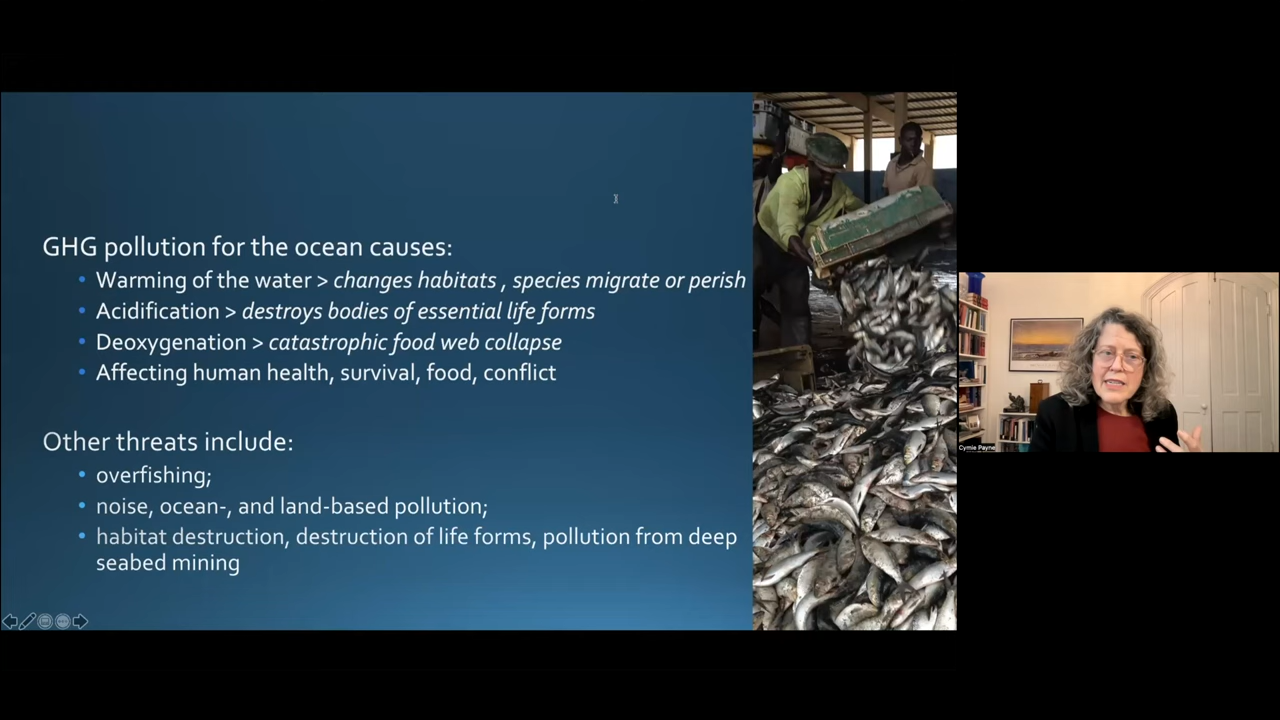 GHG pollution for the ocean causes:
• Warming of the water > changes habitats , species migrate or perish
• Acidification > destroys bodies of essential life forms
• Deoxygenation > catastrophic food web collapse
• Affecting human health, survival, food, conflict
Other threats include:
• overfishing;
• noise, ocean-, and land-based pollution;
• habitat destruction, destruction of life forms, pollution from deep
seabed mining
Cymie Payne